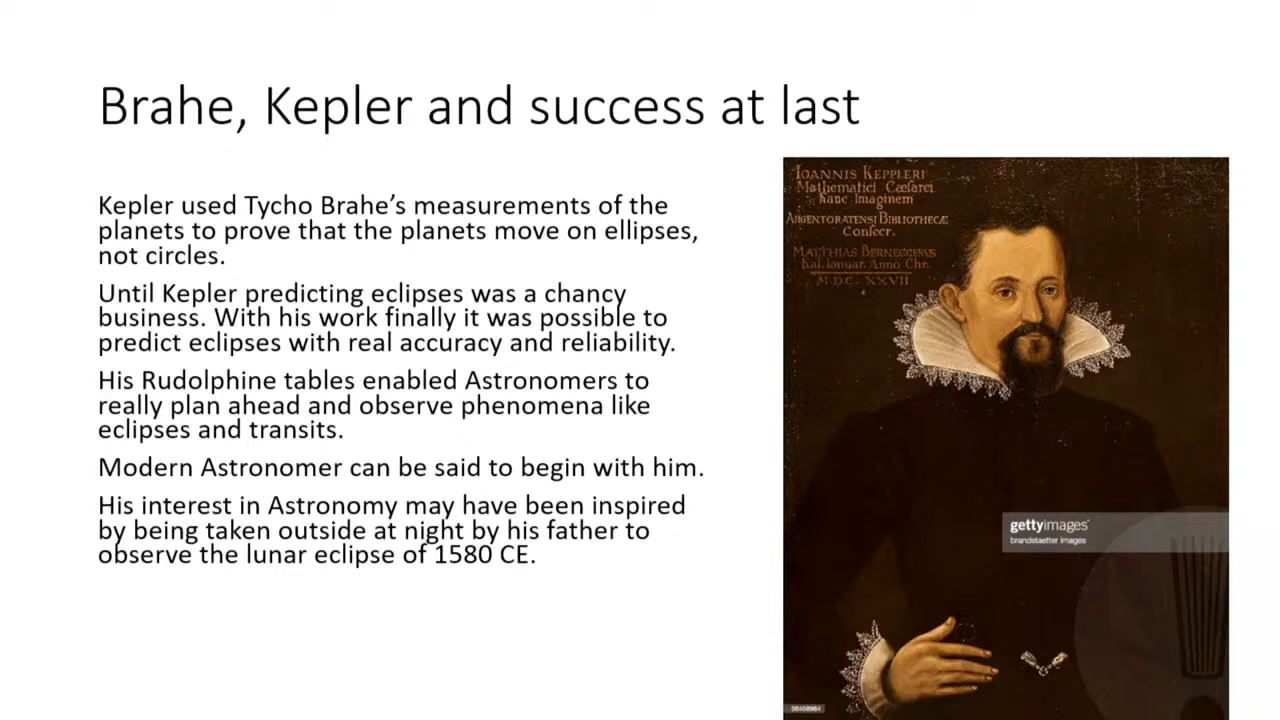 Brahe, Kepler and success at last
Kepler used Tycho Brahe’s measurements of the
planets to prove that the planets move on ellipses,
not circles.
Until Kepler predicting eclipses was a chancy
business. With his work finally it was possible to
predict eclipses with real accuracy and reliability.
His Rudolphine tables enabled Astronomers to
really plan ahead and observe phenomena like
eclipses and transits.
Modern Astronomer can be said to begin with him.
His interest in Astronomy may have been inspired
by being taken outside at night by his father to
observe the lunar eclipse of 1580 CE.
IOANNIS KEPPLERI
Mathematici Cæsarei
hanc Imaginem
ARGENTORATENSI BIBLIOTHECÆ
Consecr.
MATTHIAS BERNEGGERUS
Kal. Ianuar. Anno Chr.
M DC XXVII
gettyimages
brandstaetter images